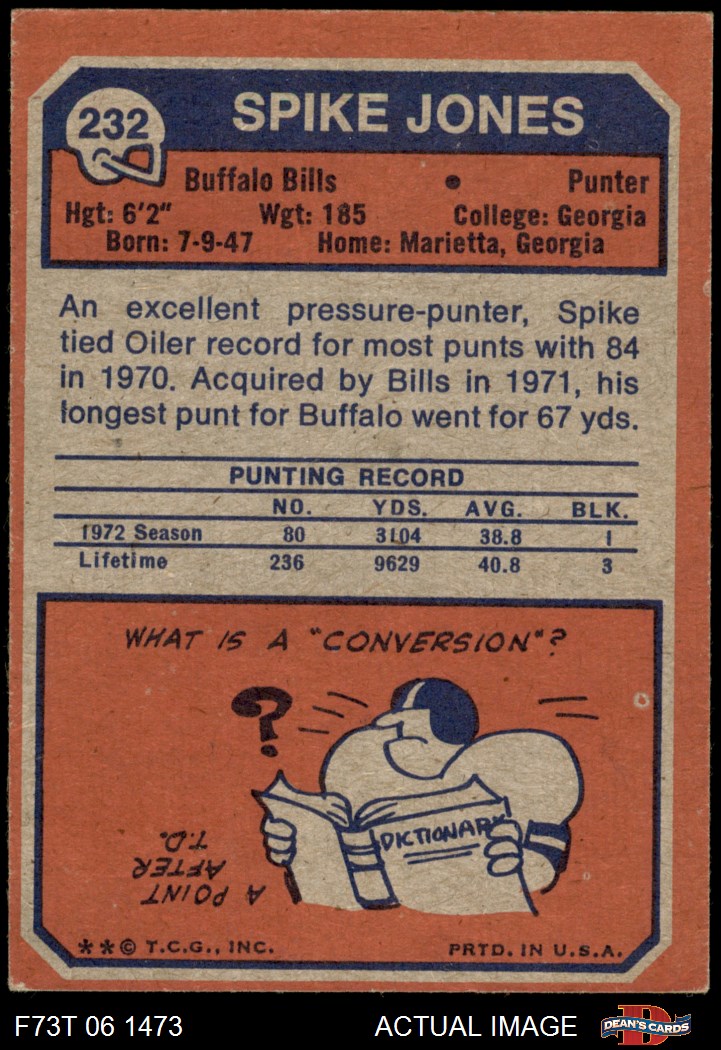 232
SPIKE JONES
Buffalo Bills • Punter
Hgt: 6'2" Wgt: 185 College: Georgia
Born: 7-9-47 Home: Marietta, Georgia
An excellent pressure-punter, Spike
tied Oiler record for most punts with 84
in 1970. Acquired by Bills in 1971, his
longest punt for Buffalo went for 67 yds.
PUNTING RECORD
NO. YDS. AVG. BLK.
1972 Season 80 3104 38.8 1
Lifetime 236 9629 40.8 3
WHAT IS A "CONVERSION"?
?
DICTIONARY
A POINT
AFTER
T.D.
**© T.C.G., INC. PRTD. IN U.S.A.
F73T 06 1473 ACTUAL IMAGE
D
DEAN'S CARDS